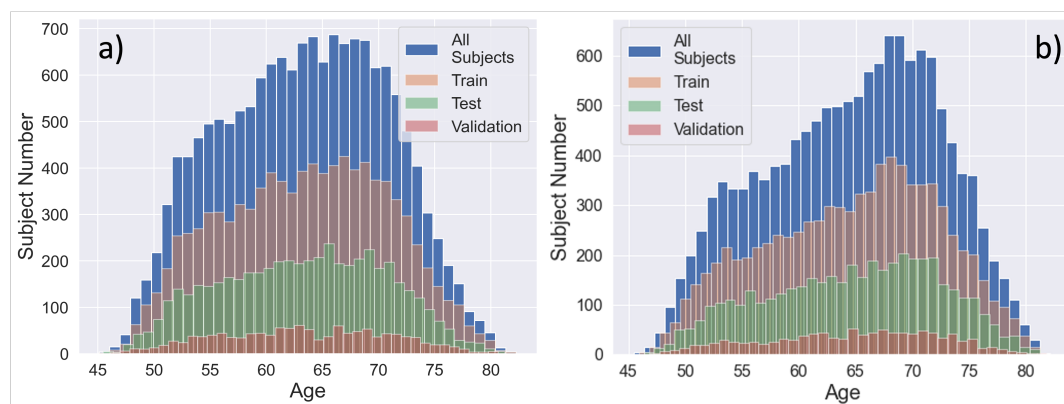 a)
All
Subjects
Train
Test
Validation
Subject Number
700
600
500
400
300
200
100
0
45 50 55 60 65 70 75 80
Age
b)
All
Subjects
Train
Test
Validation
Subject Number
600
500
400
300
200
100
0
45 50 55 60 65 70 75 80
Age